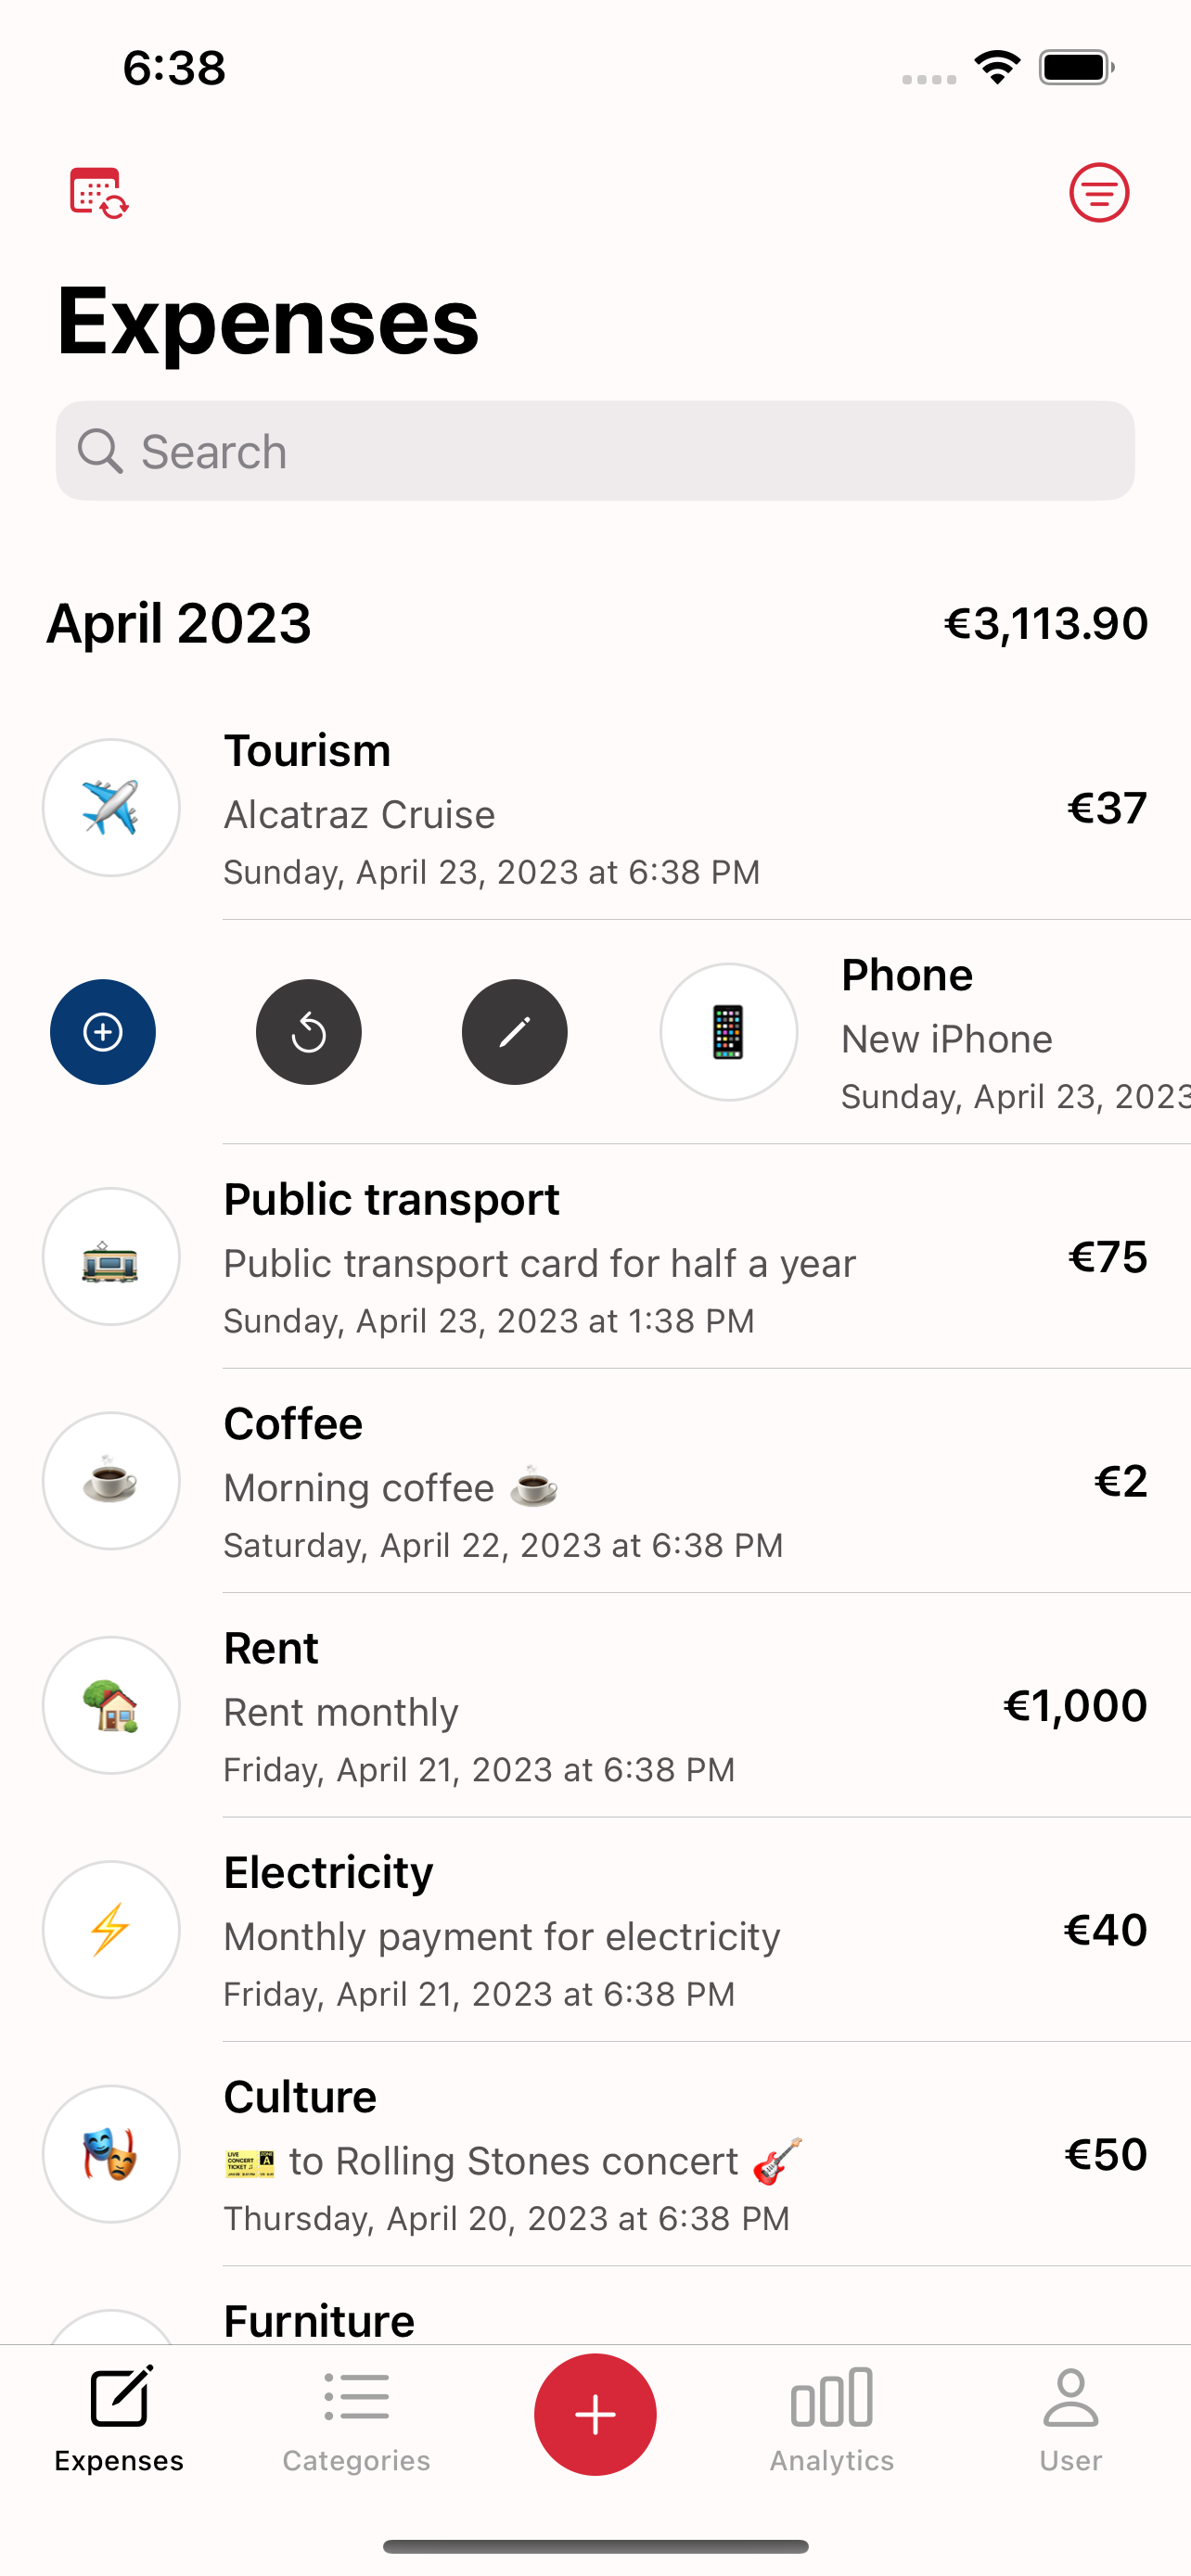 6:38
Expenses
Search
April 2023 €3,113.90
Tourism
Alcatraz Cruise
€37
Sunday, April 23, 2023 at 6:38 PM
Phone
New iPhone
Sunday, April 23, 2023
Public transport
Public transport card for half a year
€75
Sunday, April 23, 2023 at 1:38 PM
Coffee
Morning coffee ☕
€2
Saturday, April 22, 2023 at 6:38 PM
Rent
Rent monthly
€1,000
Friday, April 21, 2023 at 6:38 PM
Electricity
Monthly payment for electricity
€40
Friday, April 21, 2023 at 6:38 PM
Culture
🎫 to Rolling Stones concert 🎸
€50
Thursday, April 20, 2023 at 6:38 PM
Furniture
Expenses Categories Analytics User